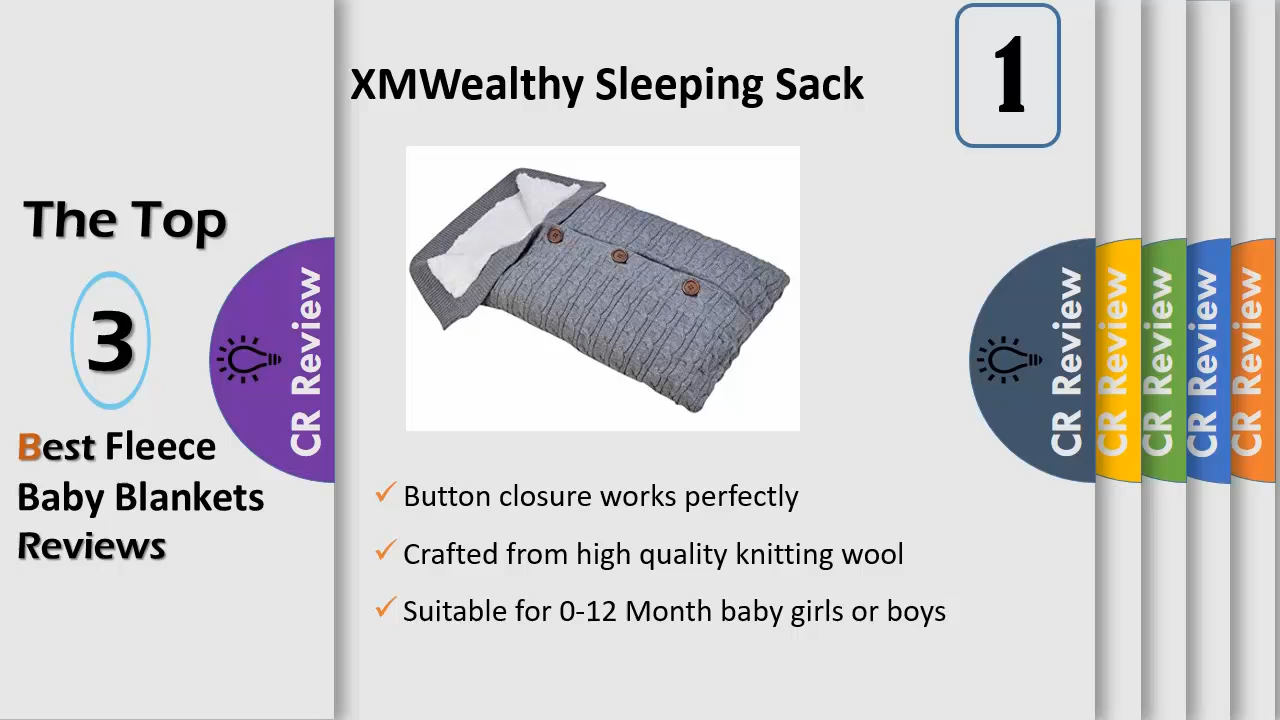 The Top
3
Best Fleece
Baby Blankets
Reviews
CR Review
XMWealthy Sleeping Sack
1
Button closure works perfectly
Crafted from high quality knitting wool
Suitable for 0-12 Month baby girls or boys
CR Review
CR Review
CR Review
CR Review
CR Review